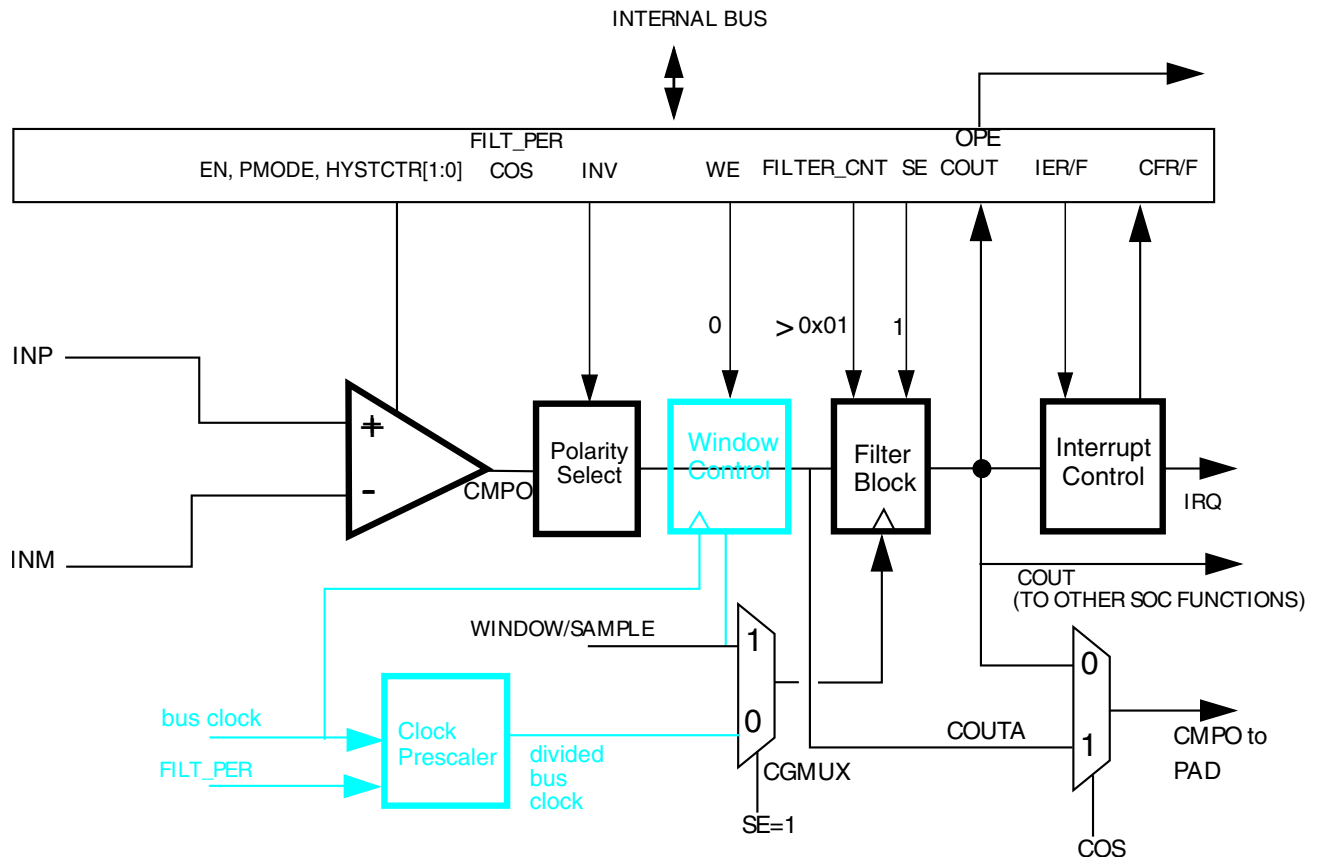 INTERNAL BUS
FILT_PER
OPE
EN, PMODE, HYSTCTR[1:0]
COS
INV
WE
FILTER_CNT
SE
COUT
IER/F
CFR/F
0
> 0x01
1
INP
+
-
INM
CMPO
Polarity
Select
Window
Control
Filter
Block
Interrupt
Control
IRQ
COUT
(TO OTHER SOC FUNCTIONS)
WINDOW/SAMPLE
1
0
CGMUX
SE=1
bus clock
FILT_PER
Clock
Prescaler
divided
bus
clock
COUTA
0
1
CMPO to
PAD
COS